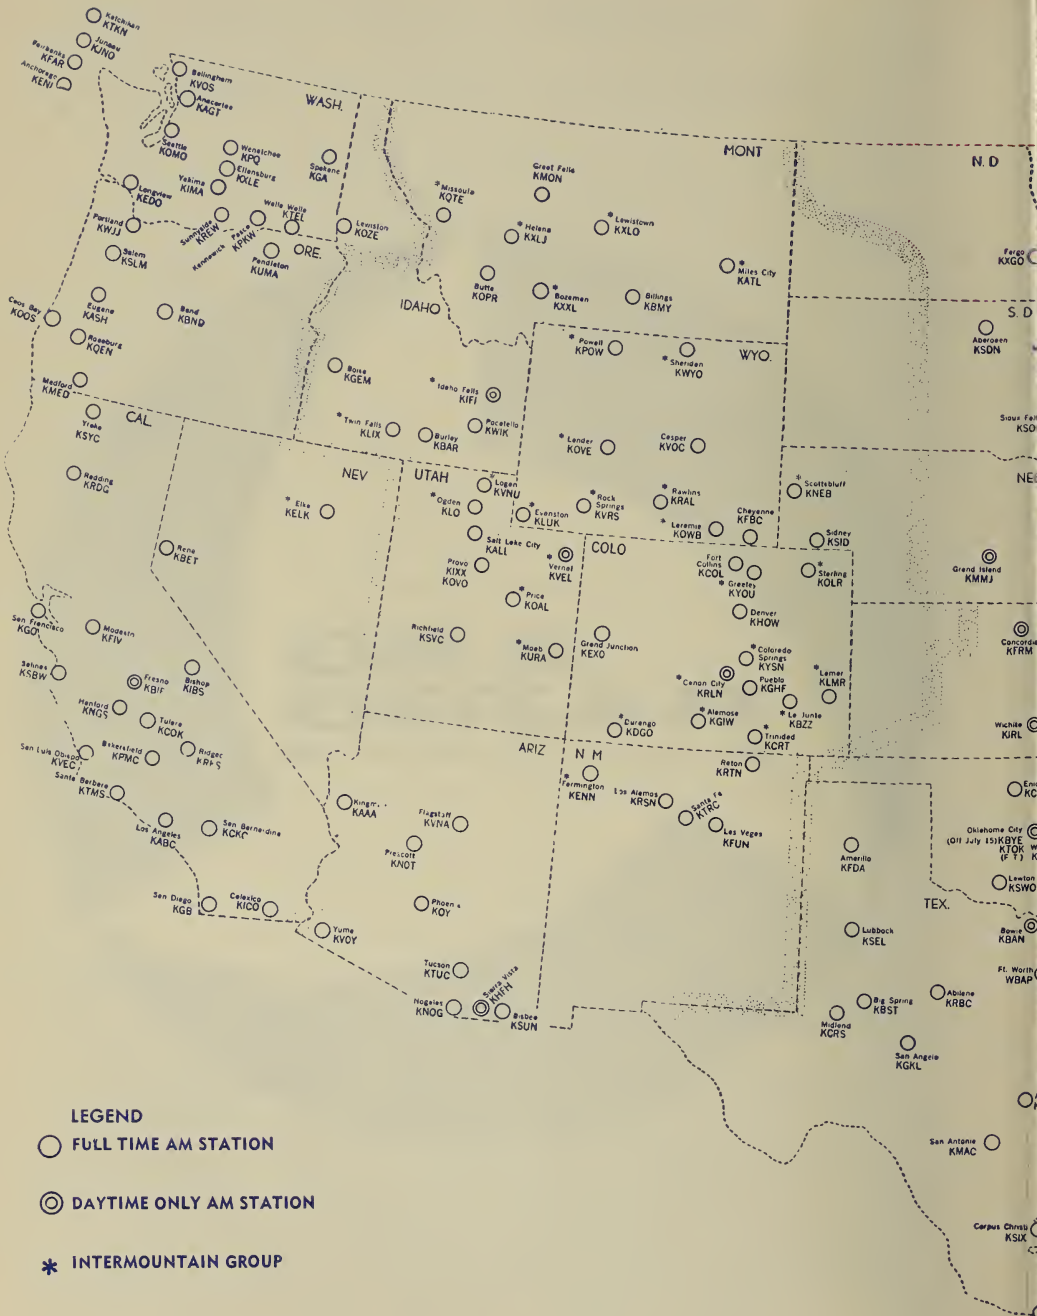 Ketchikan
KTKN
Juneau
KJNO
Fairbanks
KFAR
Anchorage
KENI
Bellingham
KVOS
Anacortes
KAGT
WASH.
Seattle
KOMO
Wenatchee
KPQ
Ellensburg
KXLE
Yakima
KIMA
Spokane
KGA
Longview
KEDO
Portland
KWJJ
Sunnyside
KREW
Kennewick Pasco
KPKW
Walla Walla
KTEL
Lewiston
KOZE
Salem
KSLM
Pendleton
KUMA
ORE.
Eugene
KASH
Coos Bay
KOOS
Bend
KBND
Roseburg
KQEN
Medford
KMED
MONT
Great Falls
KMON
* Missoula
KQTE
* Helena
KXLJ
* Lewistown
KXLO
* Miles City
KATL
Butte
KOPR
* Bozeman
KXXL
Billings
KBMY
IDAHO
Boise
KGEM
* Idaho Falls
KIFI
* Twin Falls
KLIX
Burley
KBAR
Pocatello
KWIK
N. D
Fargo
KXGO
S. D
Aberdeen
KSDN
WYO.
* Powell
KPOW
* Sheridan
KWYO
* Lander
KOVE
Casper
KVOC
* Rock
Springs
KVRS
* Rawlins
KRAL
* Laramie
KOWB
Cheyenne
KFBC
* Evanston
KLUK
* Scottsbluff
KNEB
Sidney
KSID
Grand Island
KMMJ
CAL.
Yreka
KSYC
Redding
KRDG
NEV
* Elko
KELK
Reno
KBET
UTAH
* Logan
KVNU
* Ogden
KLO
Salt Lake City
KALL
Provo
KIXX
KOVO
* Vernal
KVEL
* Price
KOAL
Richfield
KSVC
* Moab
KURA
COLO
Fort
Collins
KCOL
* Greeley
KYOU
* Sterling
KOLR
Denver
KHOW
Grand Junction
KEXO
* Colorado
Springs
KYSN
* Canon City
KRLN
Pueblo
KGHF
* Lamar
KLMR
* La Junta
KBZZ
* Durango
KDGO
* Alamosa
KGIW
* Trinidad
KCRT
Concordia
KFRM
Wichita
KIRL
San Francisco
KGO
Modesto
KFIV
Salinas
KSBW
Fresno
KBIF
Bishop
KIBS
Hanford
KNGS
Tulare
KCOK
San Luis Obispo
KVEC
Bakersfield
KPMC
Santa Barbara
KTMS
Los Angeles
KABC
San Bernardino
San Diego
KGB
Calexico
KICO
ARIZ
KAAA
Flagstaff
KVNA
Prescott
KNOT
KOY
Yuma
KVOY
Tucson
KTUC
Nogales
KNOG
Sierra Vista
KHFH
Bisbee
KSUN
N M
* Farmington
KENN
Raton
KRTN
Los Alamos
KRSN
Santa Fe
KTRC
Las Vegas
KFUN
Oklahoma City
(Off July 15) KBYE
KTOK
(F T)
Lawton
KSWO
TEX.
Amarillo
KFDA
Lubbock
KSEL
Bowie
KBAN
Ft. Worth
WBAP
Big Spring
KBST
Abilene
KRBC
Midland
KCRS
San Angelo
KGKL
San Antonio
KMAC
Corpus Christi
KSIX
LEGEND
FULL TIME AM STATION
DAYTIME ONLY AM STATION
* INTERMOUNTAIN GROUP